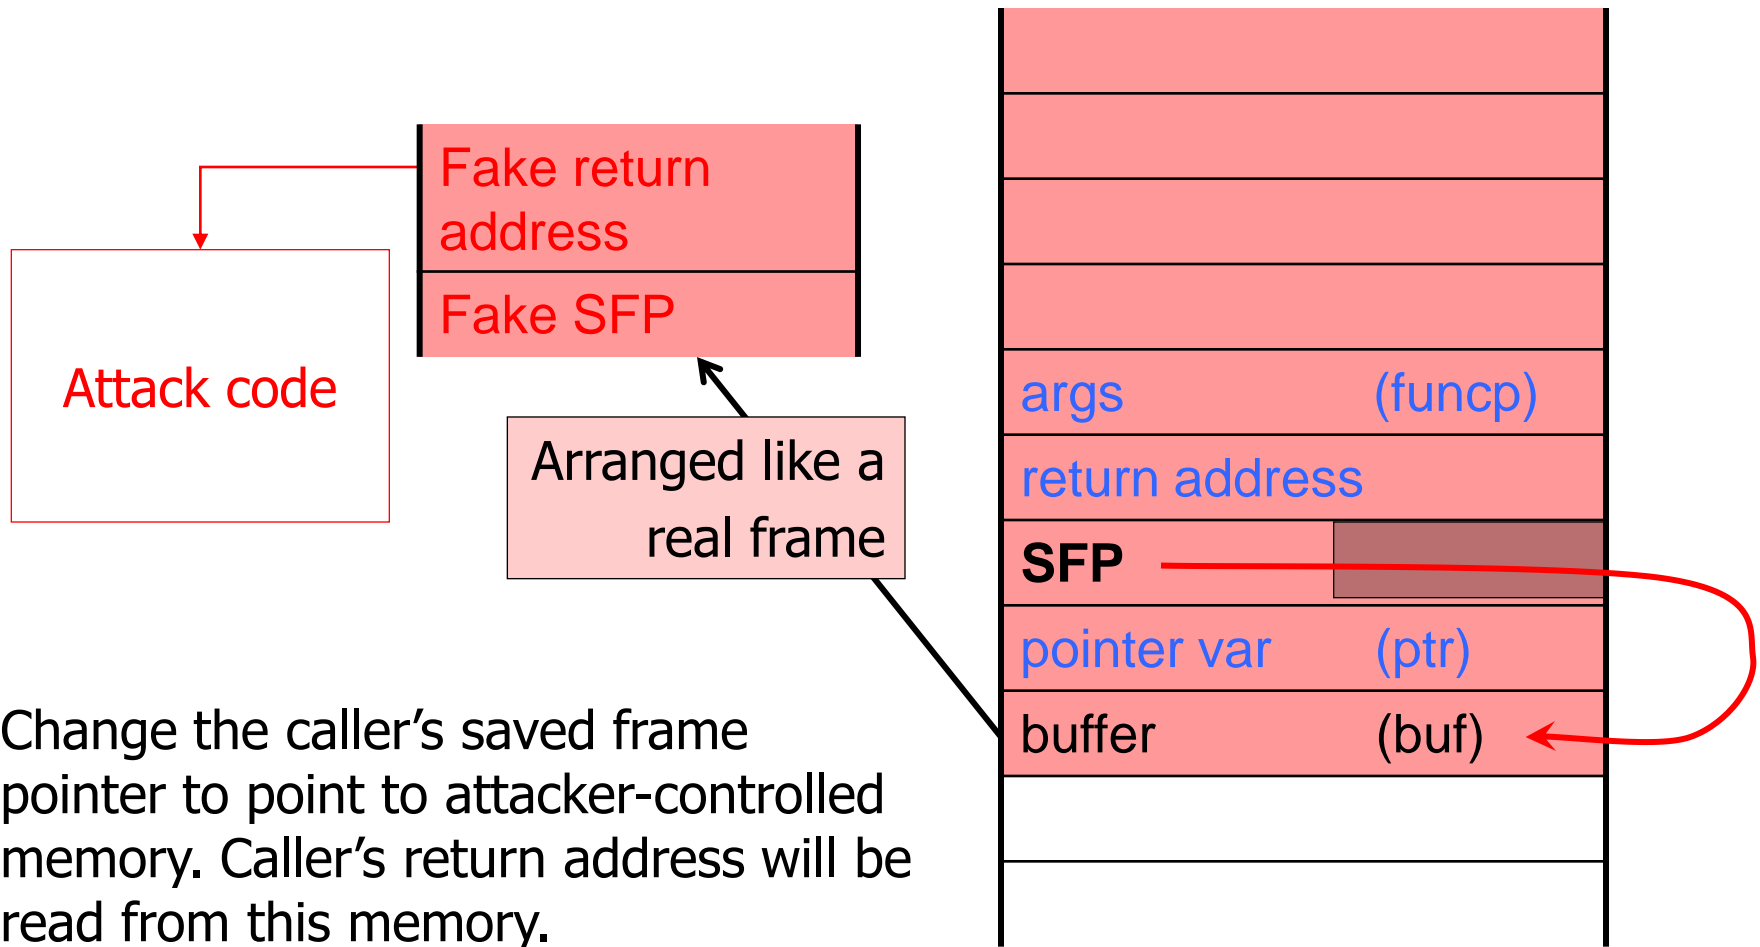 Fake return
address
Fake SFP
Attack code
Arranged like a
real frame
args (funcp)
return address
SFP
pointer var (ptr)
buffer (buf)
Change the caller’s saved frame
pointer to point to attacker-controlled
memory. Caller’s return address will be
read from this memory.